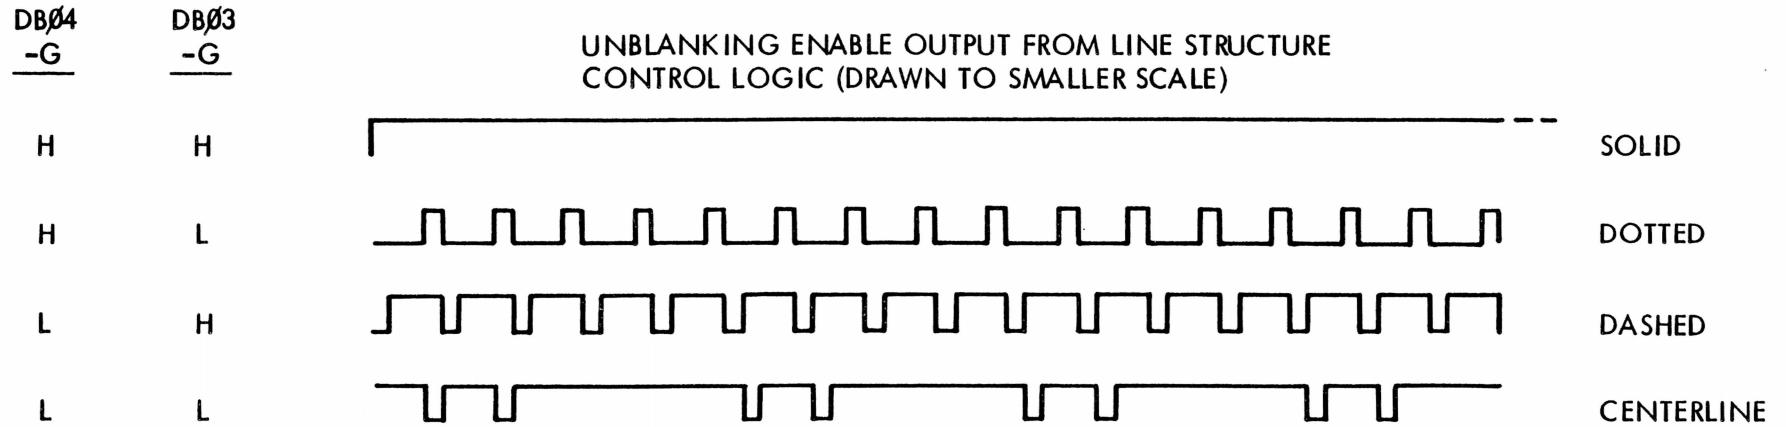 DBØ4 DBØ3
-G -G
UNBLANKING ENABLE OUTPUT FROM LINE STRUCTURE
CONTROL LOGIC (DRAWN TO SMALLER SCALE)
H H SOLID
H L DOTTED
L H DASHED
L L CENTERLINE